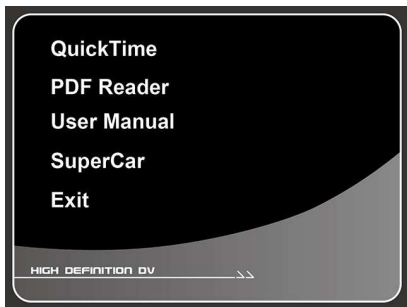 QuickTime
PDF Reader
User Manual
SuperCar
Exit
HIGH DEFINITION DV
>>